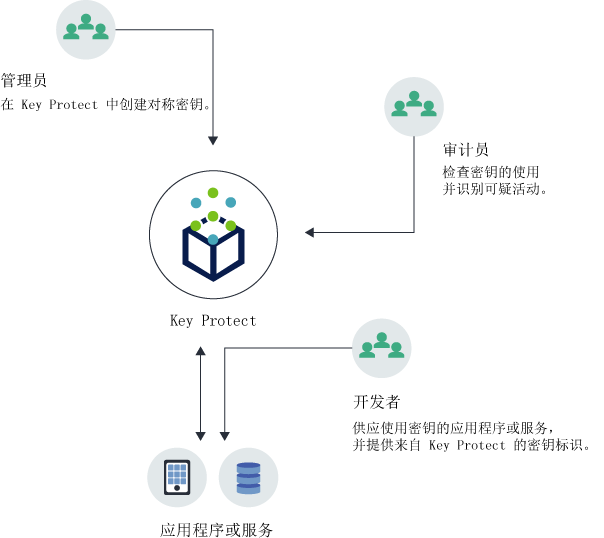 管理员
在 Key Protect 中创建对称密钥。
审计员
检查密钥的使用
并识别可疑活动。
Key Protect
开发者
供应使用密钥的应用程序或服务，
并提供来自 Key Protect 的密钥标识。
应用程序或服务